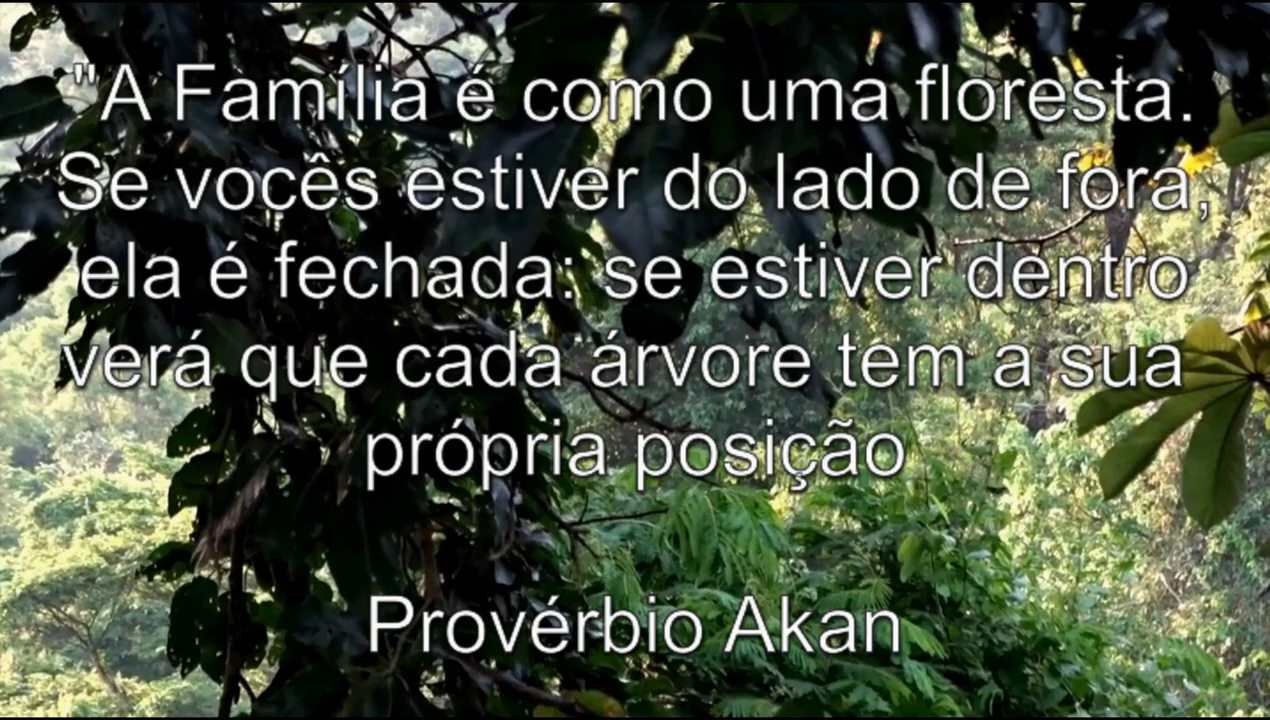 "A Família é como uma floresta.
Se vocês estiver do lado de fora,
ela é fechada: se estiver dentro
verá que cada árvore tem a sua
própria posição
Provérbio Akan